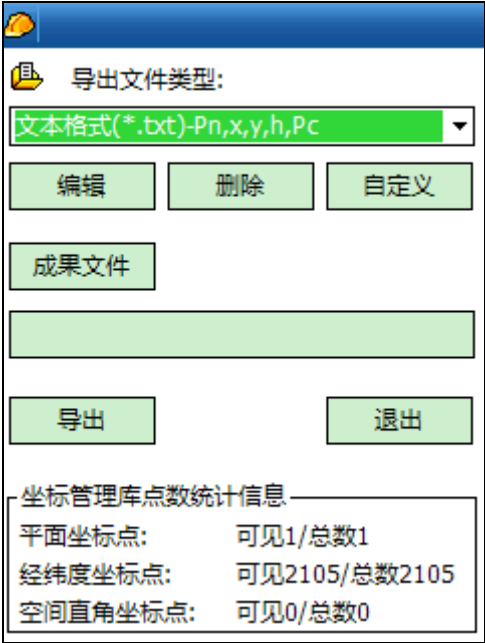 导出文件类型:
文本格式(*.txt)-Pn,x,y,h,Pc
编辑 删除 自定义
成果文件
导出 退出
坐标管理库点数统计信息
平面坐标点: 可见1/总数1
经纬度坐标点: 可见2105/总数2105
空间直角坐标点: 可见0/总数0